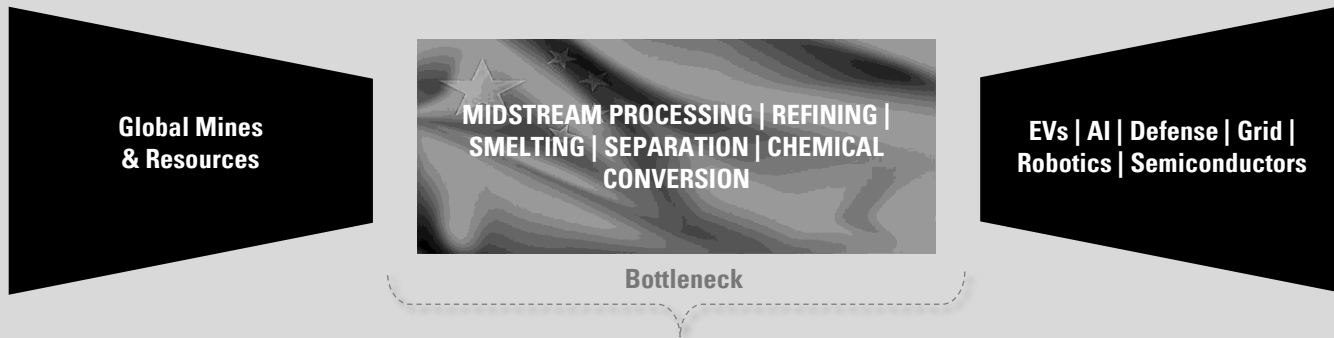 Global Mines
& Resources
MIDSTREAM PROCESSING | REFINING |
SMELTING | SEPARATION | CHEMICAL
CONVERSION
EVs | AI | Defense | Grid |
Robotics | Semiconductors
Bottleneck